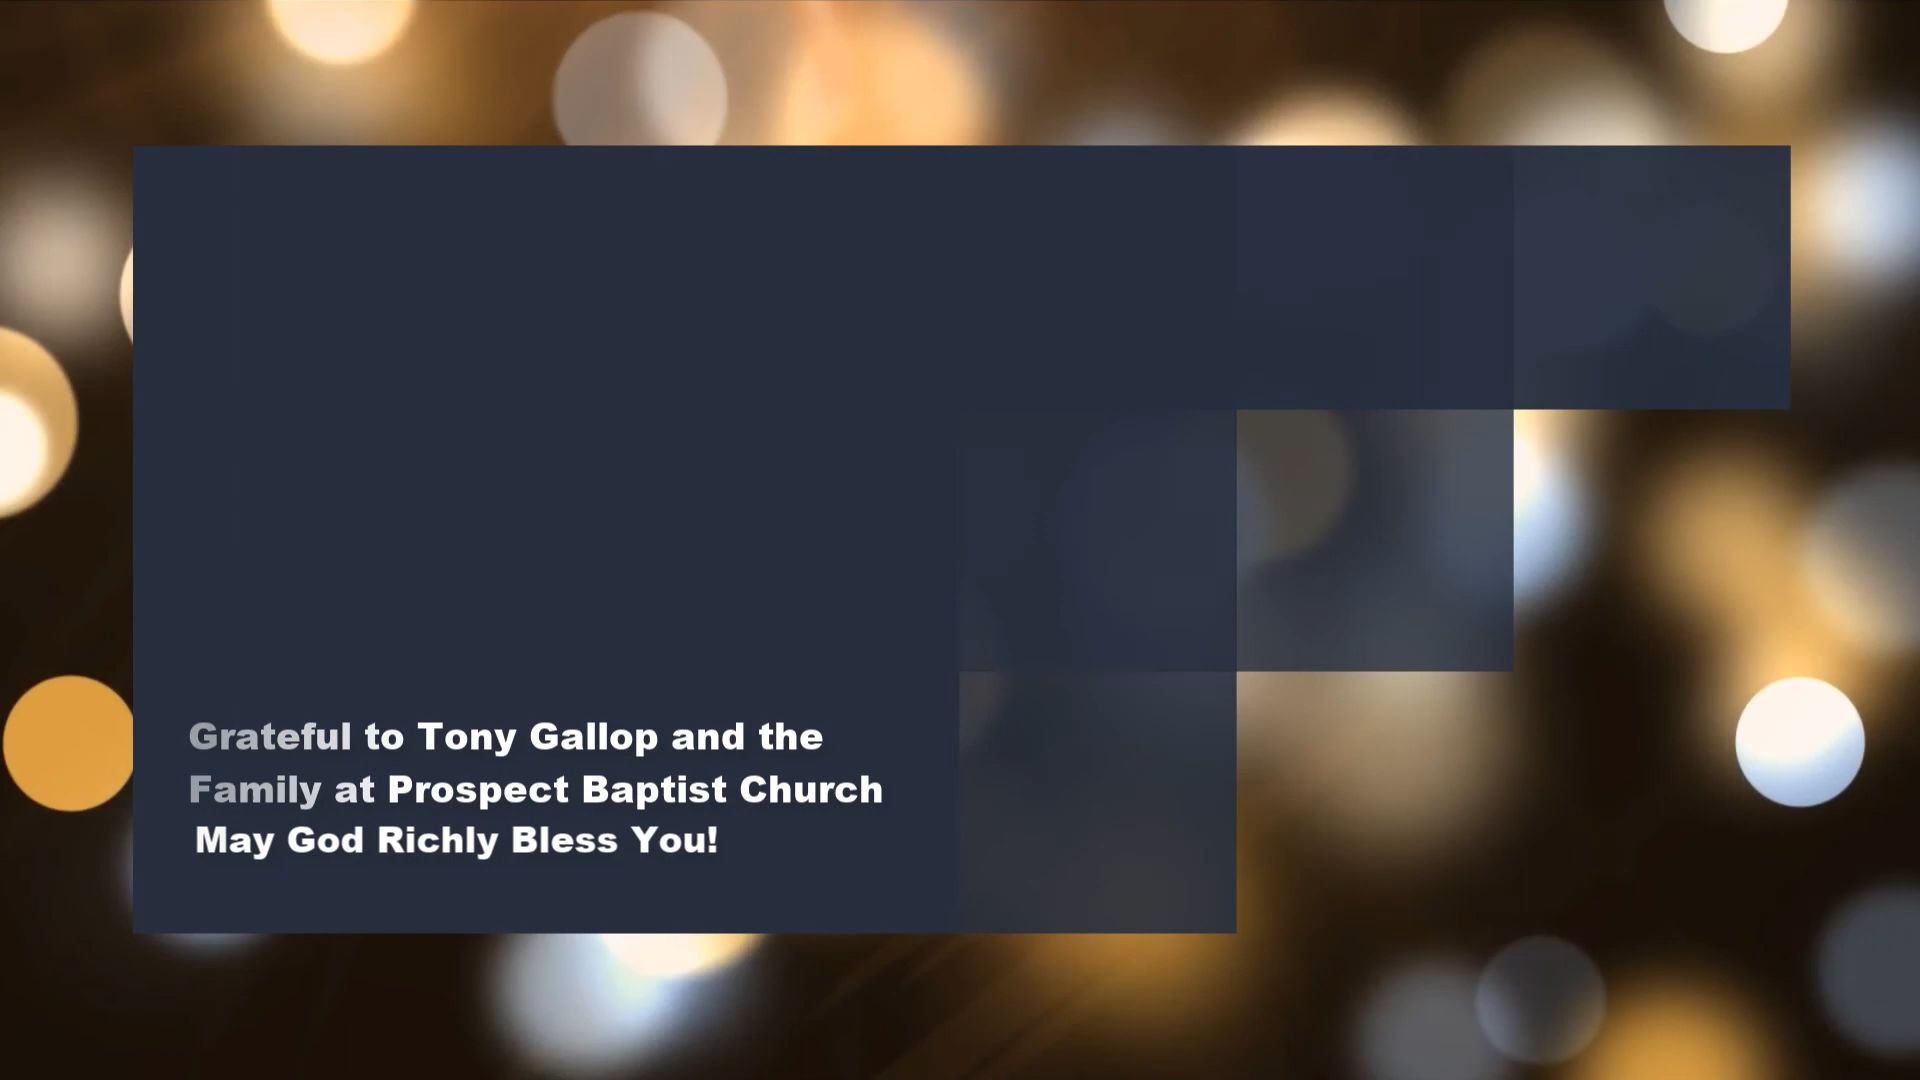 Grateful to Tony Gallop and the
Family at Prospect Baptist Church
May God Richly Bless You!